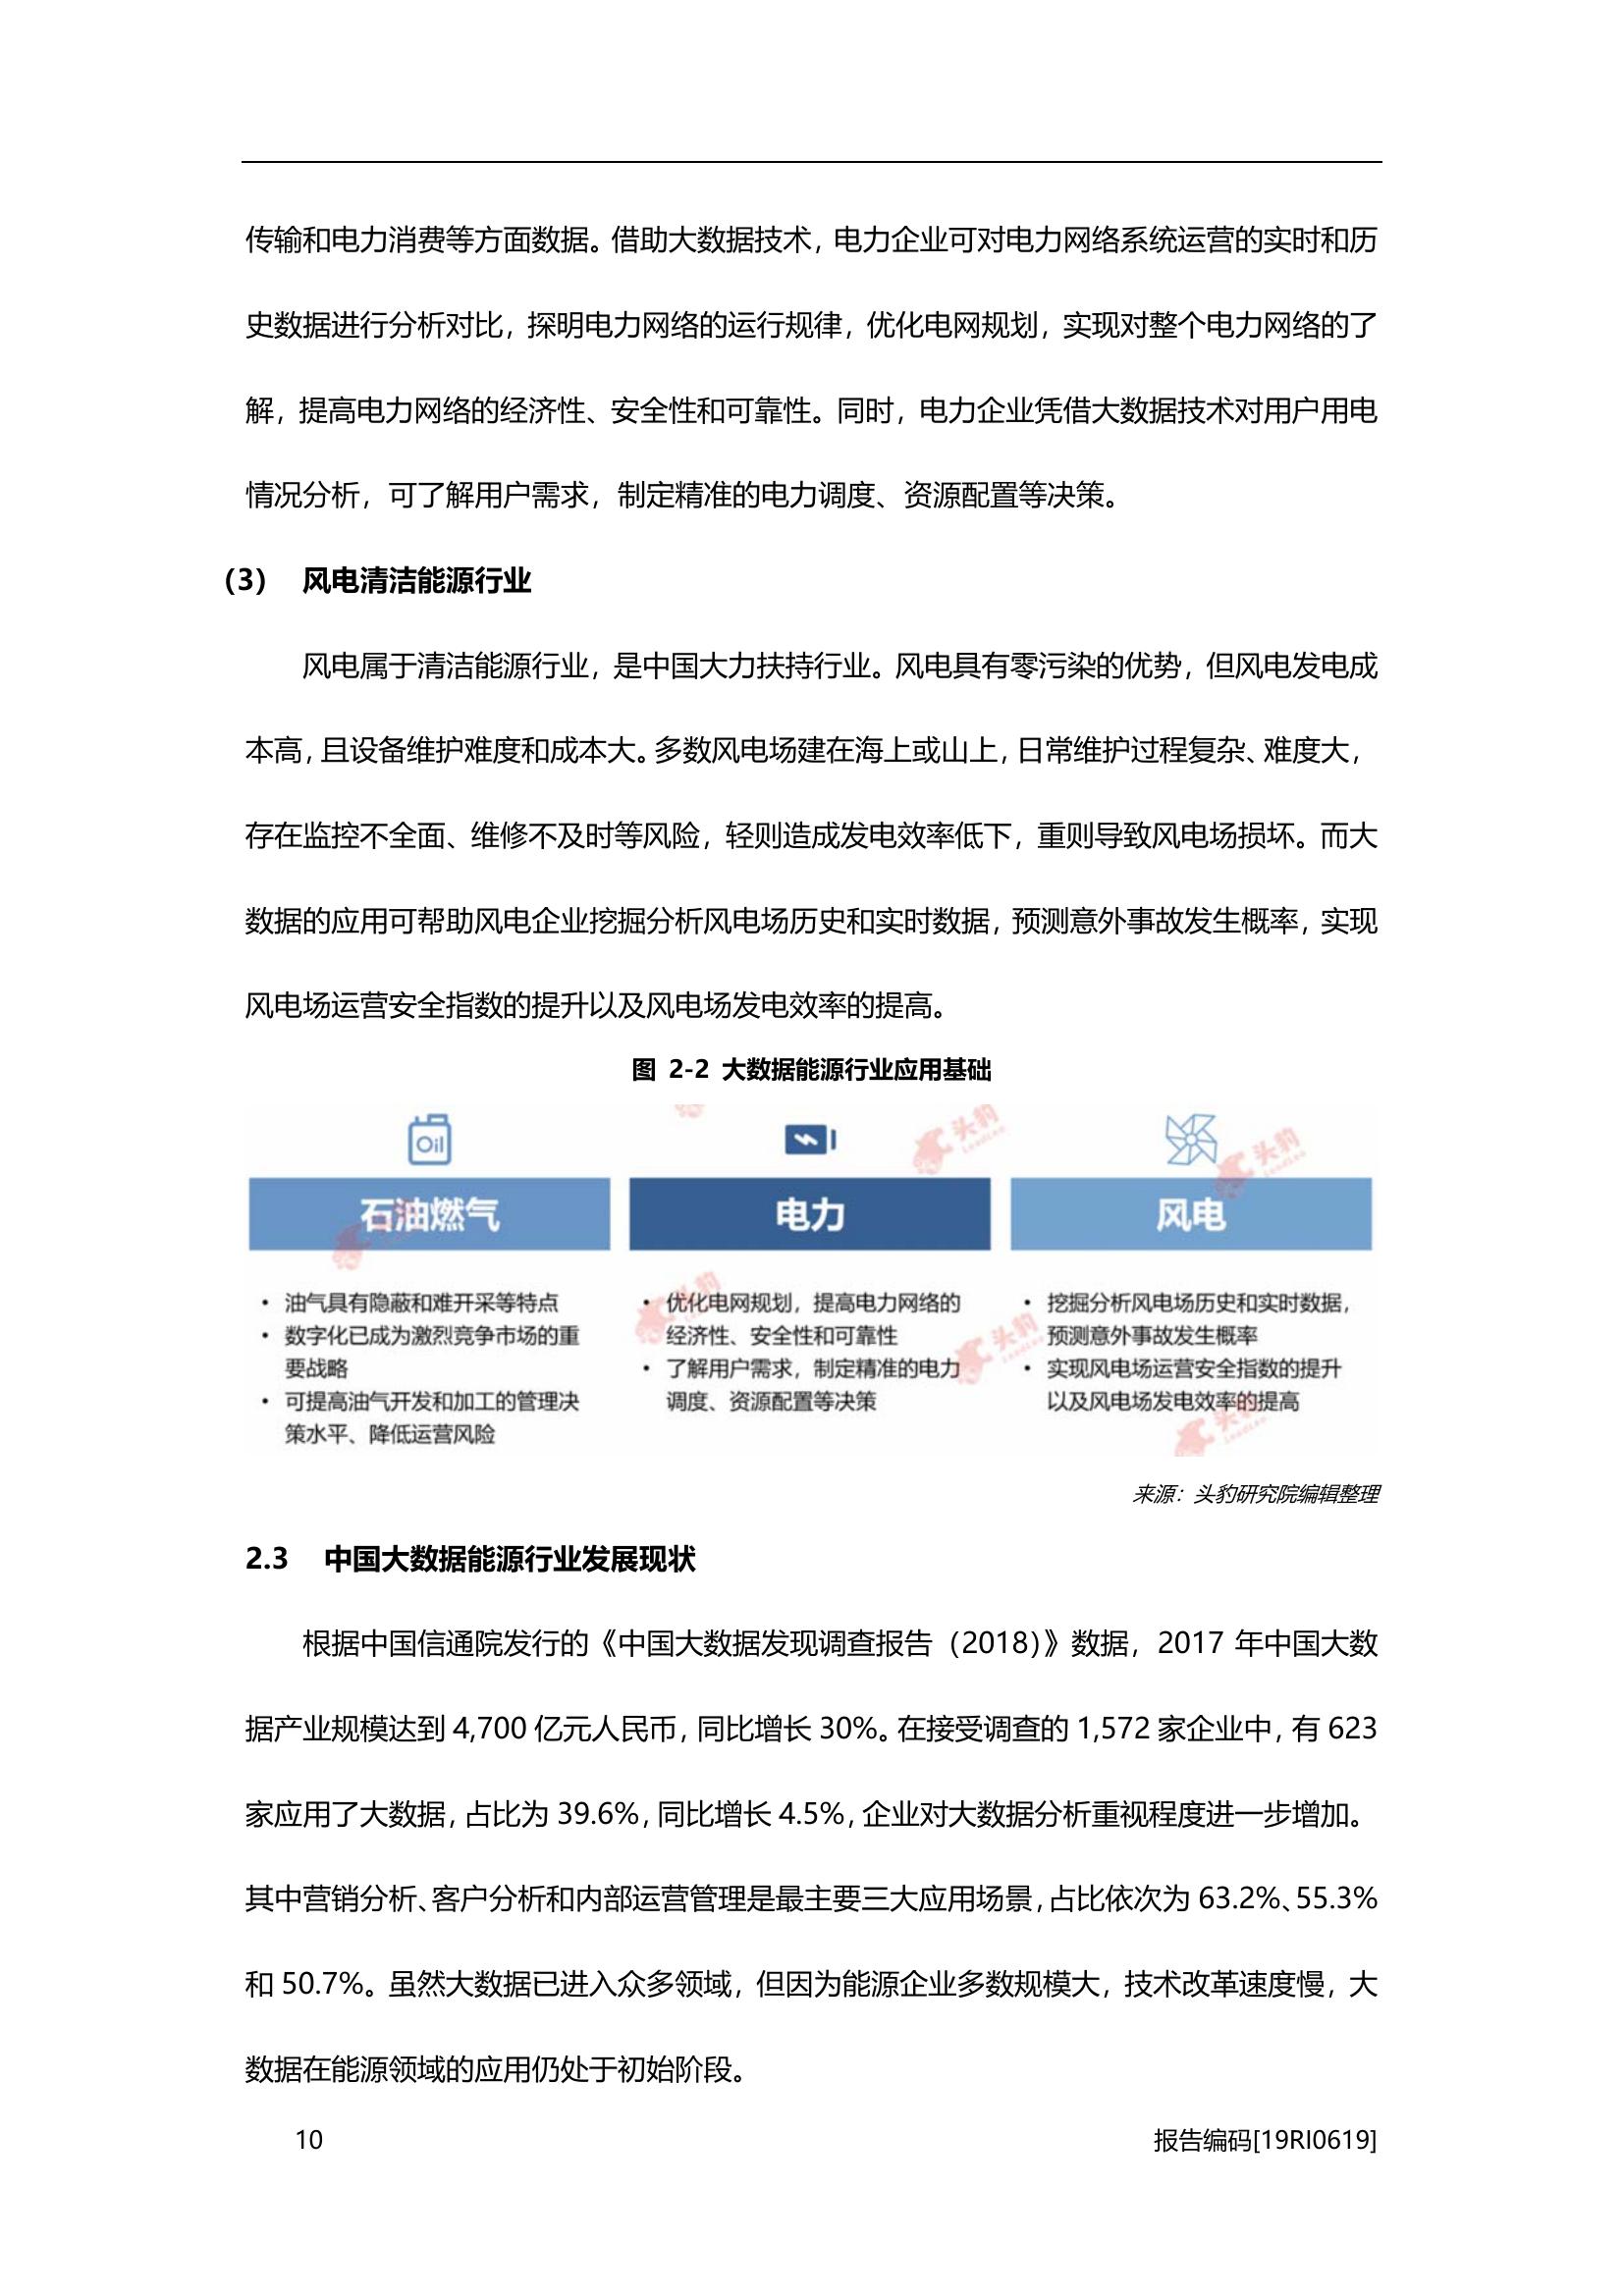 传输和电力消费等方面数据。借助大数据技术，电力企业可对电力网络系统运营的实时和历
史数据进行分析对比，探明电力网络的运行规律，优化电网规划，实现对整个电力网络的了
解，提高电力网络的经济性、安全性和可靠性。同时，电力企业凭借大数据技术对用户用电
情况分析，可了解用户需求，制定精准的电力调度、资源配置等决策。
（3） 风电清洁能源行业
风电属于清洁能源行业，是中国大力扶持行业。风电具有零污染的优势，但风电发电成
本高，且设备维护难度和成本大。多数风电场建在海上或山上，日常维护过程复杂、难度大，
存在监控不全面、维修不及时等风险，轻则造成发电效率低下，重则导致风电场损坏。而大
数据的应用可帮助风电企业挖掘分析风电场历史和实时数据，预测意外事故发生概率，实现
风电场运营安全指数的提升以及风电场发电效率的提高。
图 2-2 大数据能源行业应用基础
Oil
石油燃气
• 油气具有隐蔽和难开采等特点
• 数字化已成为激烈竞争市场的重
要战略
• 可提高油气开发和加工的管理决
策水平、降低运营风险
电力
• 优化电网规划，提高电力网络的
经济性、安全性和可靠性
• 了解用户需求，制定精准的电力
调度、资源配置等决策
风电
• 挖掘分析风电场历史和实时数据，
预测意外事故发生概率
• 实现风电场运营安全指数的提升
以及风电场发电效率的提高
头豹
LeadLeo
头豹
LeadLeo
头豹
头豹
头豹
LeadLeo
来源：头豹研究院编辑整理
2.3 中国大数据能源行业发展现状
根据中国信通院发行的《中国大数据发现调查报告（2018）》数据，2017 年中国大数
据产业规模达到 4,700 亿元人民币，同比增长 30%。在接受调查的 1,572 家企业中，有 623
家应用了大数据，占比为 39.6%，同比增长 4.5%，企业对大数据分析重视程度进一步增加。
其中营销分析、客户分析和内部运营管理是最主要三大应用场景，占比依次为 63.2%、55.3%
和 50.7%。虽然大数据已进入众多领域，但因为能源企业多数规模大，技术改革速度慢，大
数据在能源领域的应用仍处于初始阶段。
10
报告编码[19RI0619]